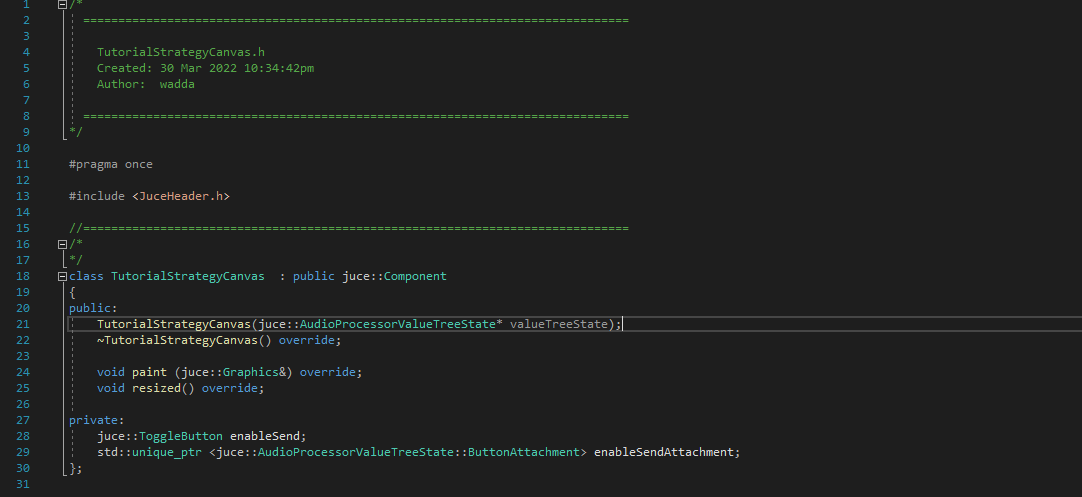 1 /*
2 ==============================================================================
3
4 TutorialStrategyCanvas.h
5 Created: 30 Mar 2022 10:34:42pm
6 Author:  wadda
7
8 ==============================================================================
9 */
10
11 #pragma once
12
13 #include <JuceHeader.h>
14
15 //==============================================================================
16 /*
17 */
18 class TutorialStrategyCanvas  : public juce::Component
19 {
20 public:
21     TutorialStrategyCanvas(juce::AudioProcessorValueTreeState* valueTreeState);
22     ~TutorialStrategyCanvas() override;
23
24     void paint (juce::Graphics&) override;
25     void resized() override;
26
27 private:
28     juce::ToggleButton enableSend;
29     std::unique_ptr <juce::AudioProcessorValueTreeState::ButtonAttachment> enableSendAttachment;
30 };
31